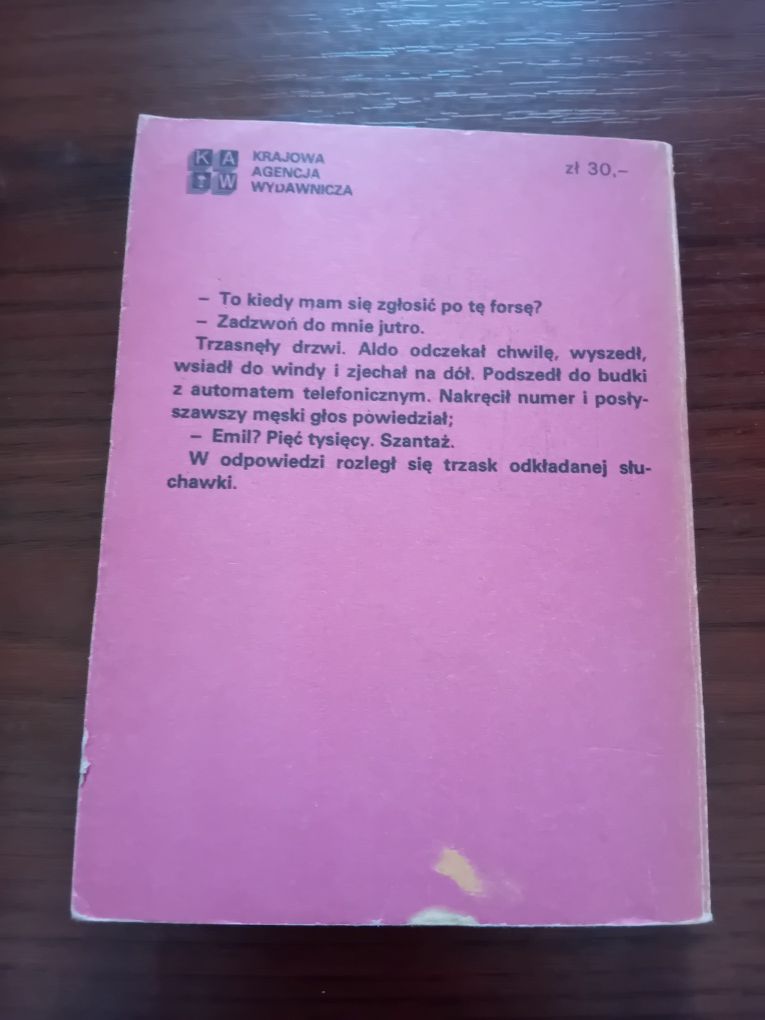 KA
W
KRAJOWA
AGENCJA
WYDAWNICZA
zł 30,–
– To kiedy mam się zgłosić po tę forsę?
– Zadzwoń do mnie jutro.
Trzasnęły drzwi. Aldo odczekał chwilę, wyszedł,
wsiadł do windy i zjechał na dół. Podszedł do budki
z automatem telefonicznym. Nakręcił numer i posły-
szawszy męski głos powiedział;
– Emil? Pięć tysięcy. Szantaż.
W odpowiedzi rozległ się trzask odkładanej słu-
chawki.